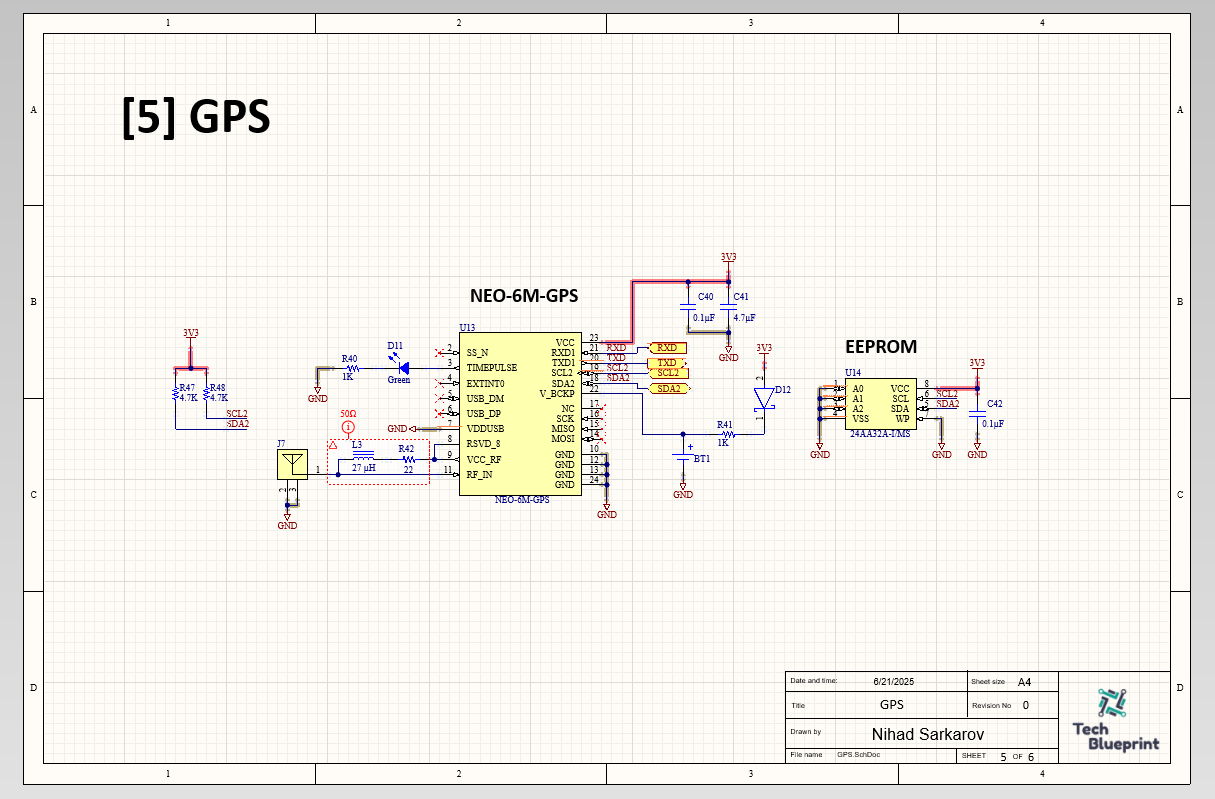 1 2 3 4
A A
[5] GPS
3V3
B NEO-6M-GPS C40 C41 B
0.1µF 4.7µF
U13
3V3
GND
EEPROM
D11
R40
1K
Green
GND
2 SS_N
3 TIMEPULSE
4 EXTINT0
5 USB_DM
6 USB_DP
7 VDDUSB
8 RSVD_8
9 VCC_RF
11 RF_IN
VCC 23
RXD1 21
TXD1 20
SCL2 19
SDA2 18
V_BCKP 22
NC 17
SCK 16
MISO 15
MOSI 14
GND 10
GND 12
GND 13
GND 24
RXD RXD
TXD TXD
SCL2 SCL2
SDA2 SDA2
NEO-6M-GPS
GND
GND
R47 R48
4.7K 4.7K
SCL2
SDA2
50Ω
i
J7
L3
27 µH
R42
22
1
2 3
GND
3V3
2
D12
1
R41
1K
+
BT1
GND
U14
1 A0
2 A1
3 A2
4 VSS
VCC 8
SCL 6
SDA 5
WP 7
SCL2
SDA2
24AA32A-I/MS
3V3
C42
0.1µF
GND GND GND
C C
D D
Date and time: 6/21/2025 Sheet size A4
Title GPS Revision No 0
Drawn by Nihad Sarkarov
File name GPS.SchDoc SHEET 5 OF 6
Tech
Blueprint
1 2 3 4